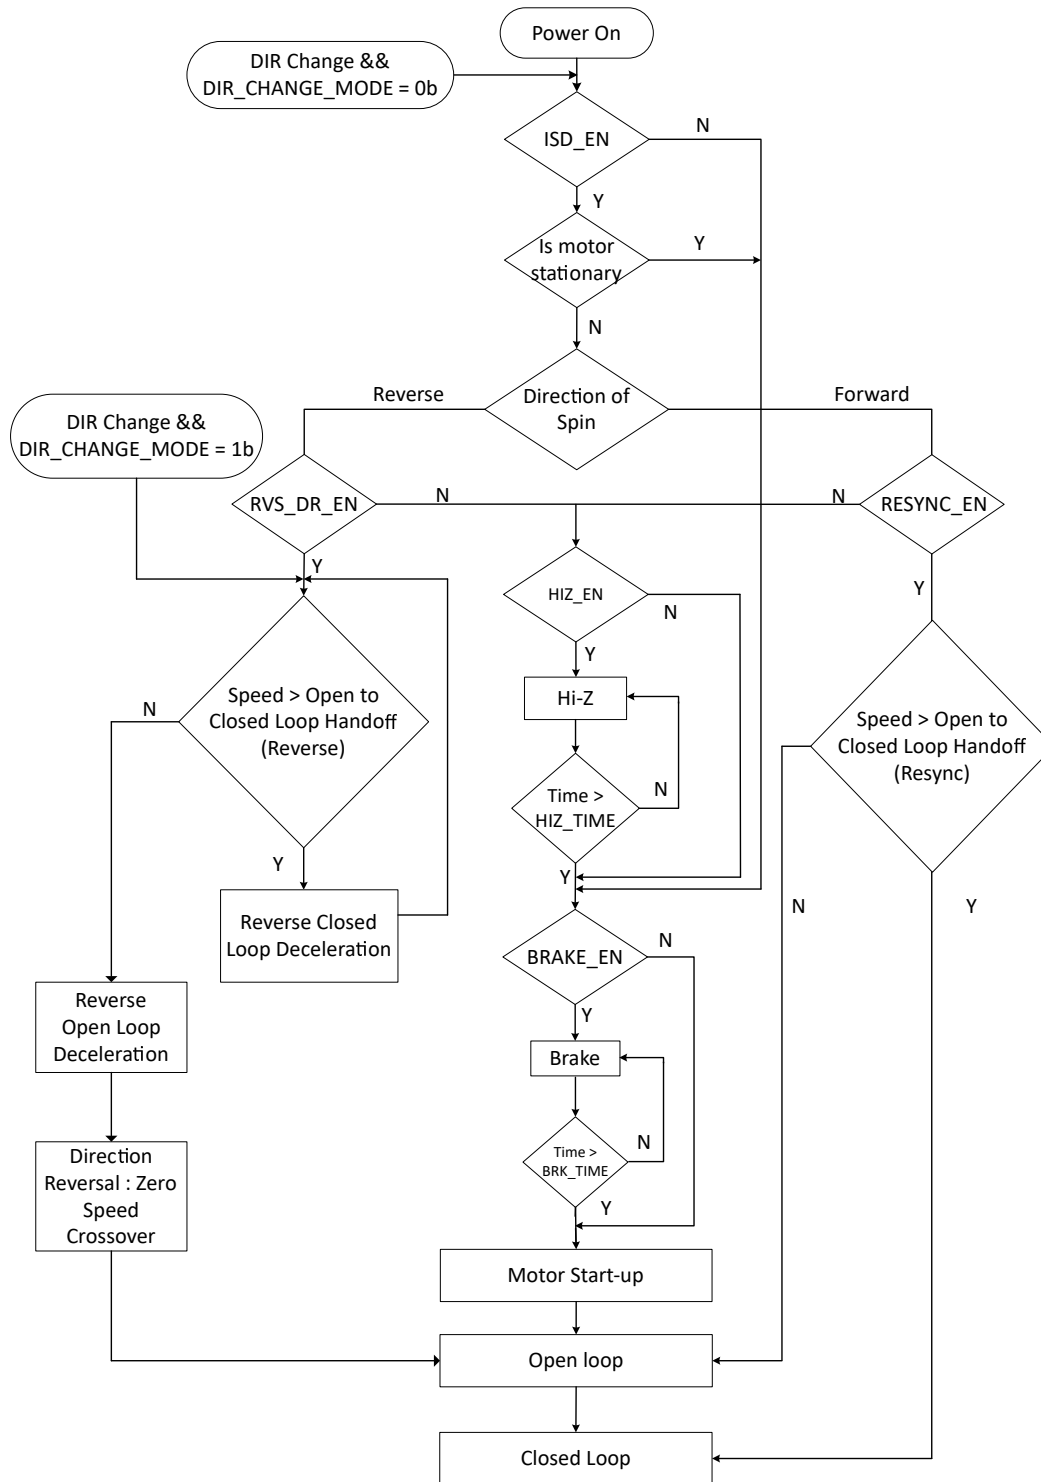 Power On
DIR Change &&
DIR_CHANGE_MODE = 0b
N
ISD_EN
Y
Is motor
stationary
Y
N
Reverse
Direction of
Spin
Forward
DIR Change &&
DIR_CHANGE_MODE = 1b
RVS_DR_EN
N
N
RESYNC_EN
Y
HIZ_EN
N
Y
Y
Speed > Open to
Closed Loop Handoff
(Reverse)
N
Hi-Z
Speed > Open to
Closed Loop Handoff
(Resync)
Time >
HIZ_TIME
N
Y
Y
Reverse Closed
Loop Deceleration
N
Y
BRAKE_EN
N
Y
Reverse
Open Loop
Deceleration
Brake
Time >
BRK_TIME
N
Y
Direction
Reversal : Zero
Speed
Crossover
Motor Start-up
Open loop
Closed Loop